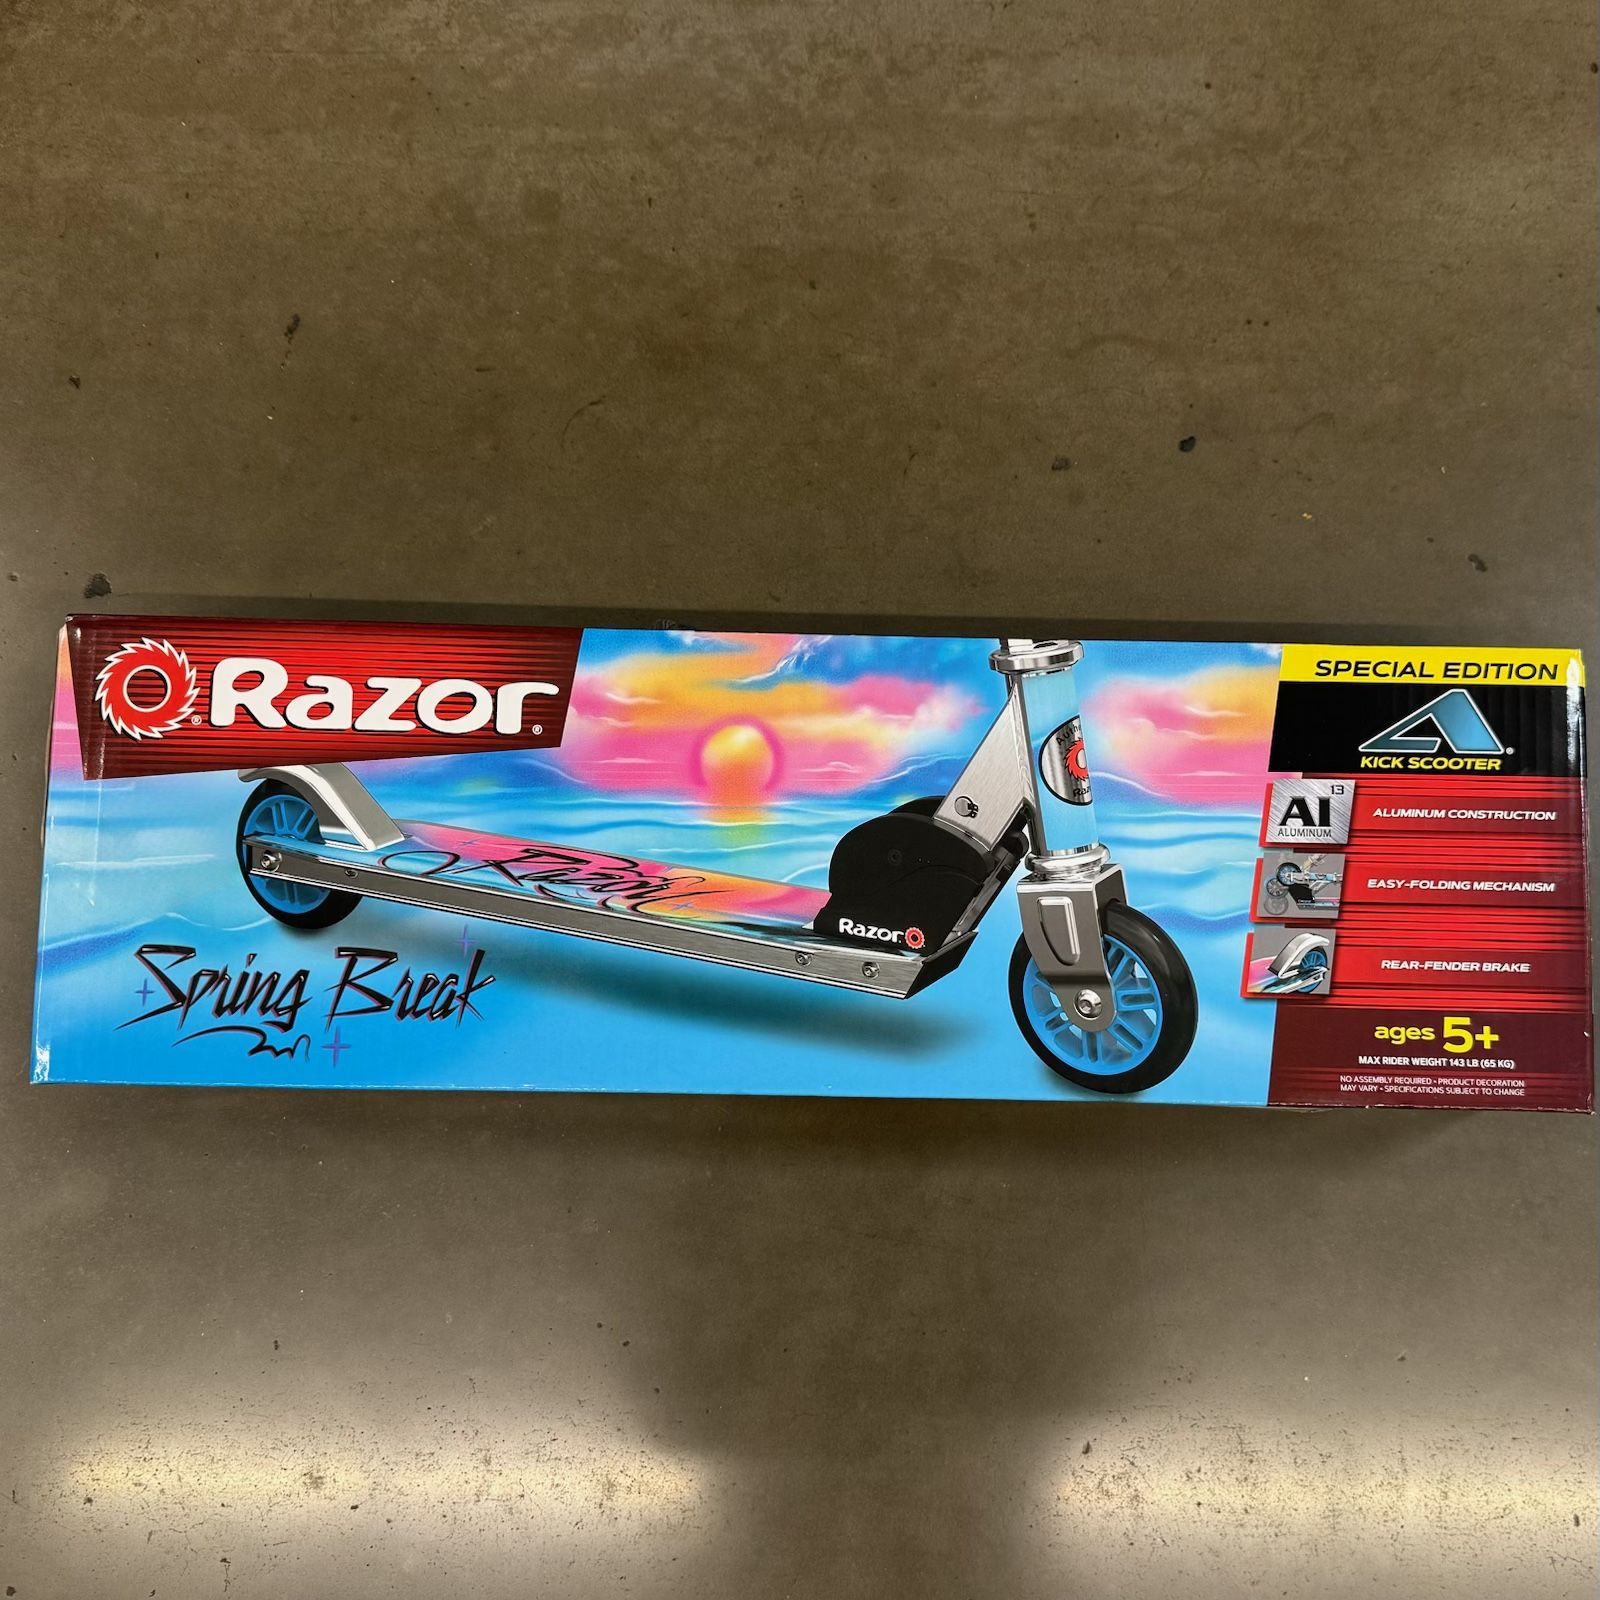 Razor
SPECIAL EDITION
A
KICK SCOOTER
13
Al
ALUMINUM
ALUMINUM CONSTRUCTION
EASY-FOLDING MECHANISM
REAR-FENDER BRAKE
ages 5+
MAX RIDER WEIGHT 143 LB (65 KG)
NO ASSEMBLY REQUIRED • PRODUCT DECORATION
MAY VARY • SPECIFICATIONS SUBJECT TO CHANGE
Razor
Razor
Spring Break